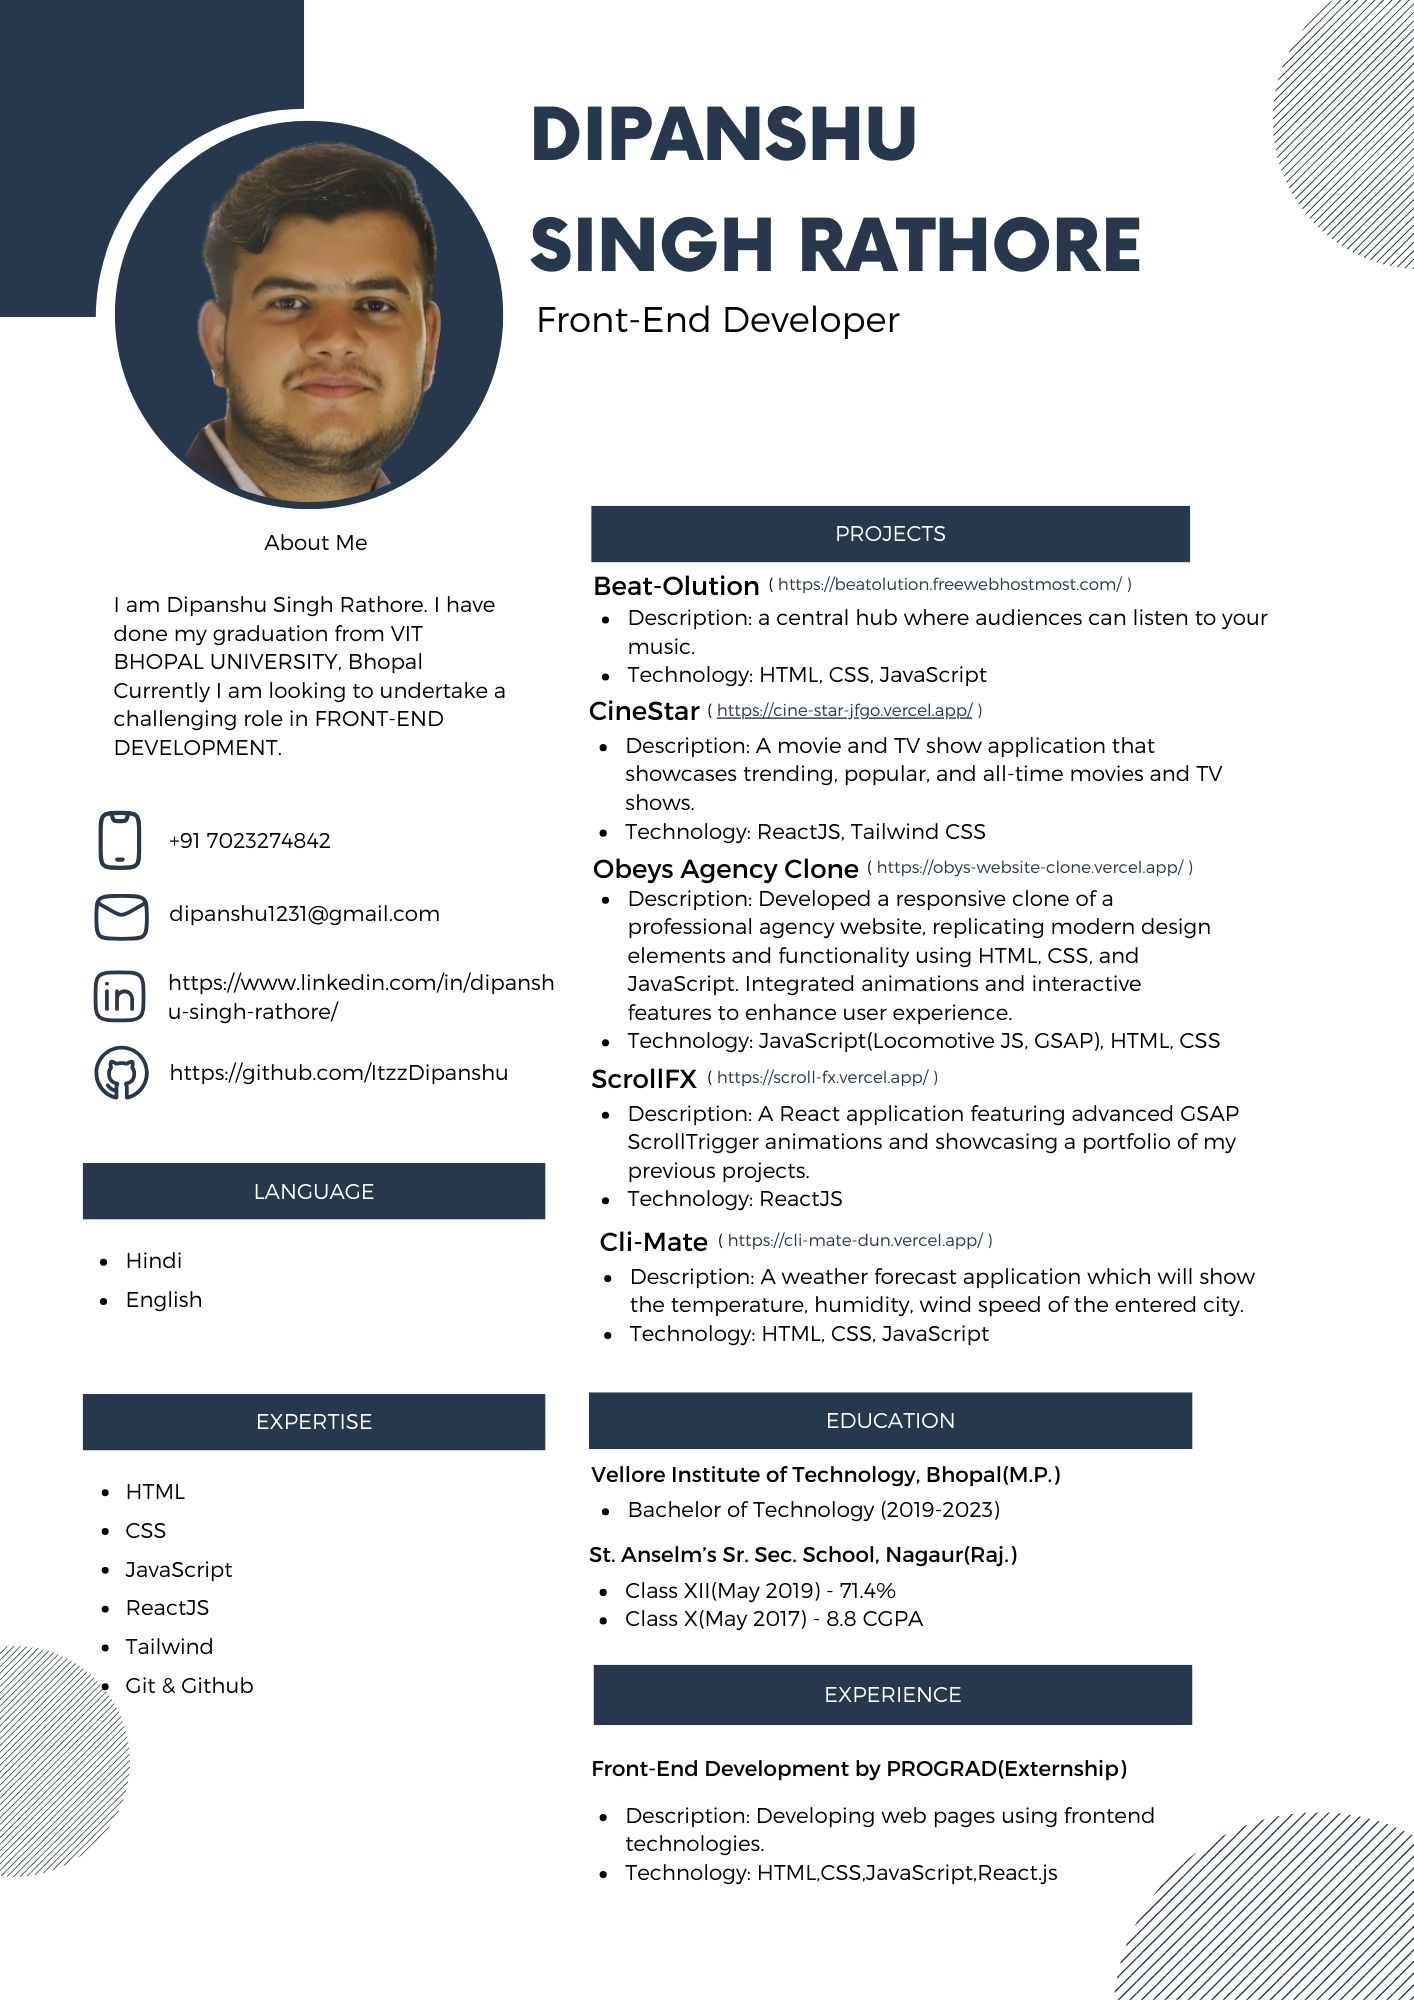 DIPANSHU
SINGH RATHORE
Front-End Developer
About Me
I am Dipanshu Singh Rathore. I have
done my graduation from VIT
BHOPAL UNIVERSITY, Bhopal
Currently I am looking to undertake a
challenging role in FRONT-END
DEVELOPMENT.
+91 7023274842
dipanshu1231@gmail.com
in
https://www.linkedin.com/in/dipansh
u-singh-rathore/
https://github.com/ItzzDipanshu
LANGUAGE
• Hindi
• English
EXPERTISE
• HTML
• CSS
• JavaScript
• ReactJS
• Tailwind
• Git & Github
PROJECTS
Beat-Olution ( https://beatolution.freewebhostmost.com/ )
• Description: a central hub where audiences can listen to your
music.
• Technology: HTML, CSS, JavaScript
CineStar ( https://cine-star-jfgo.vercel.app/ )
• Description: A movie and TV show application that
showcases trending, popular, and all-time movies and TV
shows.
• Technology: ReactJS, Tailwind CSS
Obeys Agency Clone ( https://obys-website-clone.vercel.app/ )
• Description: Developed a responsive clone of a
professional agency website, replicating modern design
elements and functionality using HTML, CSS, and
JavaScript. Integrated animations and interactive
features to enhance user experience.
• Technology: JavaScript(Locomotive JS, GSAP), HTML, CSS
ScrollFX ( https://scroll-fx.vercel.app/ )
• Description: A React application featuring advanced GSAP
ScrollTrigger animations and showcasing a portfolio of my
previous projects.
• Technology: ReactJS
Cli-Mate ( https://cli-mate-dun.vercel.app/ )
• Description: A weather forecast application which will show
the temperature, humidity, wind speed of the entered city.
• Technology: HTML, CSS, JavaScript
EDUCATION
Vellore Institute of Technology, Bhopal(M.P.)
• Bachelor of Technology (2019-2023)
St. Anselm’s Sr. Sec. School, Nagaur(Raj.)
• Class XII(May 2019) - 71.4%
• Class X(May 2017) - 8.8 CGPA
EXPERIENCE
Front-End Development by PROGRAD(Externship)
• Description: Developing web pages using frontend
technologies.
• Technology: HTML,CSS,JavaScript,React.js